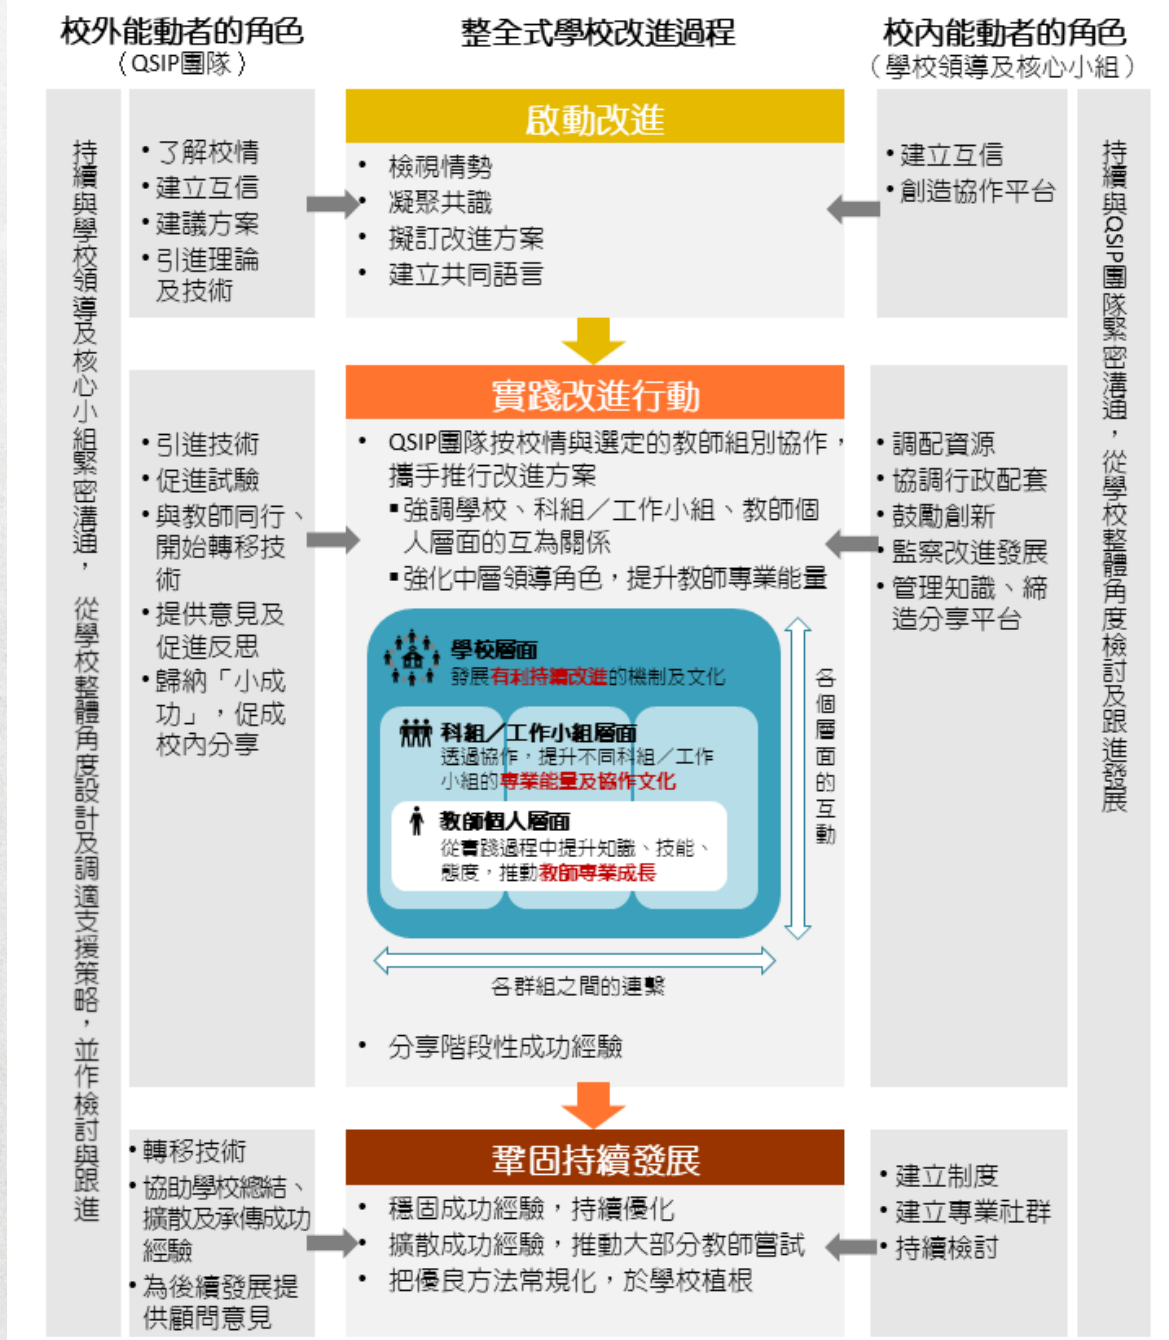 校外能動者的角色
（QSIP團隊）
整全式學校改進過程
校內能動者的角色
（學校領導及核心小組）
持續與學校領導及核心小組緊密溝通，從學校整體角度設計及調適支援策略，並作檢討與跟進
•了解校情
•建立互信
•建議方案
•引進理論
及技術
啟動改進
• 檢視情勢
• 凝聚共識
• 擬訂改進方案
• 建立共同語言
•建立互信
•創造協作平台
持續與QSIP團隊緊密溝通，從學校整體角度檢討及跟進發展
•引進技術
•促進試驗
•與教師同行、
開始轉移技
術
•提供意見及
促進反思
•歸納「小成
功」，促成
校內分享
實踐改進行動
• QSIP團隊按校情與選定的教師組別協作，
攜手推行改進方案
▪強調學校、科組／工作小組、教師個
人層面的互為關係
▪強化中層領導角色，提升教師專業能量
學校層面
發展有利持續改進的機制及文化
科組／工作小組層面
透過協作，提升不同科組／工作
小組的專業能量及協作文化
教師個人層面
從實踐過程中提升知識、技能、
態度，推動教師專業成長
各個層面的互動
各群組之間的連繫
• 分享階段性成功經驗
•調配資源
•協調行政配套
•鼓勵創新
•監察改進發展
•管理知識、締
造分享平台
•轉移技術
•協助學校總結、
擴散及承傳成功
經驗
•為後續發展提
供顧問意見
鞏固持續發展
• 穩固成功經驗，持續優化
• 擴散成功經驗，推動大部分教師嘗試
• 把優良方法常規化，於學校植根
•建立制度
•建立專業社群
•持續檢討